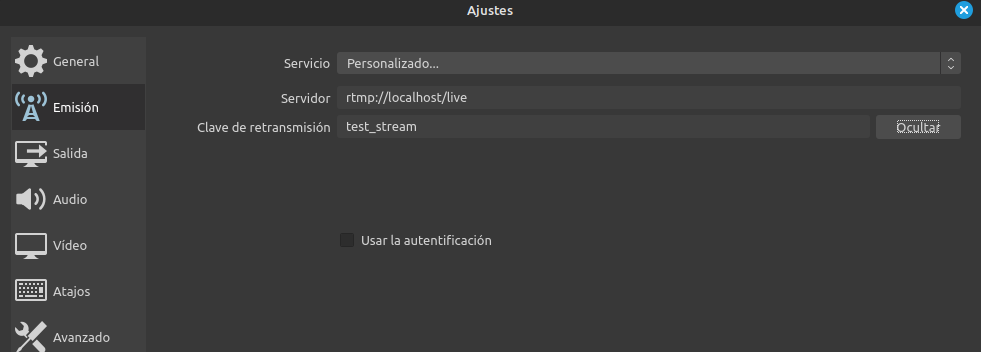 Ajustes
General
Emisión
Salida
Audio
Vídeo
Atajos
Avanzado
Servicio Personalizado...
Servidor rtmp://localhost/live
Clave de retransmisión test_stream Ocultar
Usar la autentificación